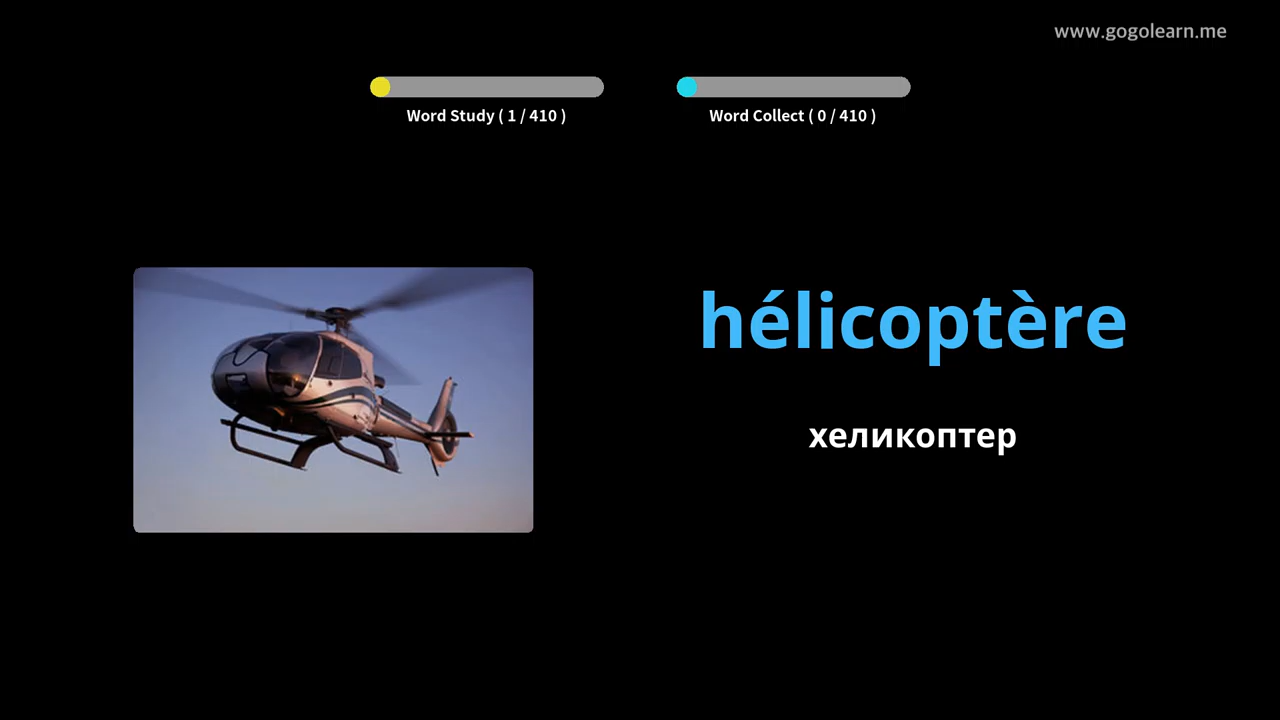 www.gogolearn.me
Word Study ( 1 / 410 )
Word Collect ( 0 / 410 )
hélicoptère
хеликоптер